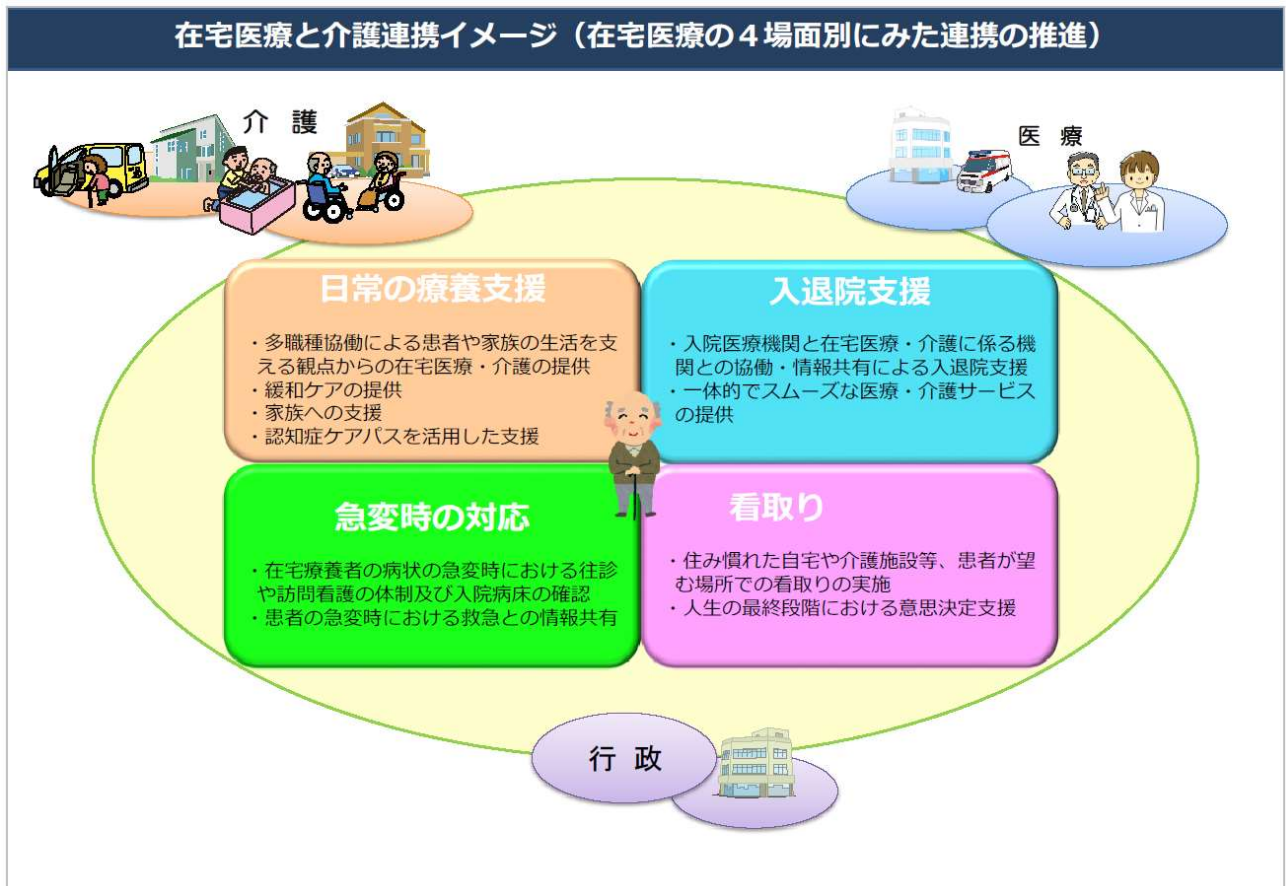 在宅医療と介護連携イメージ（在宅医療の４場面別にみた連携の推進）
介 護
医 療
日常の療養支援
・多職種協働による患者や家族の生活を支
える観点からの在宅医療・介護の提供
・緩和ケアの提供
・家族への支援
・認知症ケアパスを活用した支援
入退院支援
・入院医療機関と在宅医療・介護に係る機
関との協働・情報共有による入退院支援
・一体的でスムーズな医療・介護サービス
の提供
急変時の対応
・在宅療養者の病状の急変時における往診
や訪問看護の体制及び入院病床の確認
・患者の急変時における救急との情報共有
看取り
・住み慣れた自宅や介護施設等、患者が望
む場所での看取りの実施
・人生の最終段階における意思決定支援
行 政